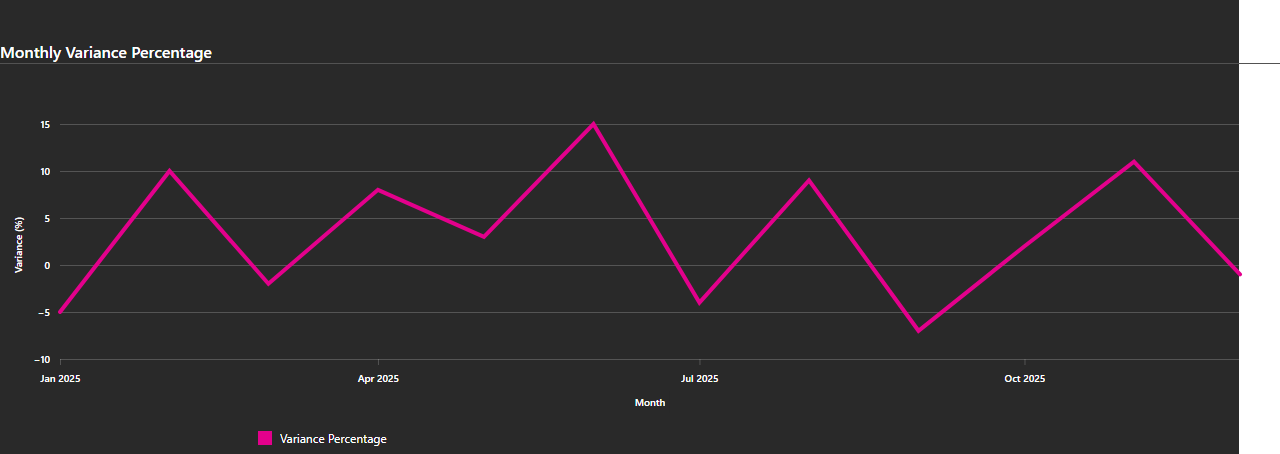 Monthly Variance Percentage
15
10
5
0
−5
−10
Variance (%)
Jan 2025 Apr 2025 Jul 2025 Oct 2025
Month
Variance Percentage